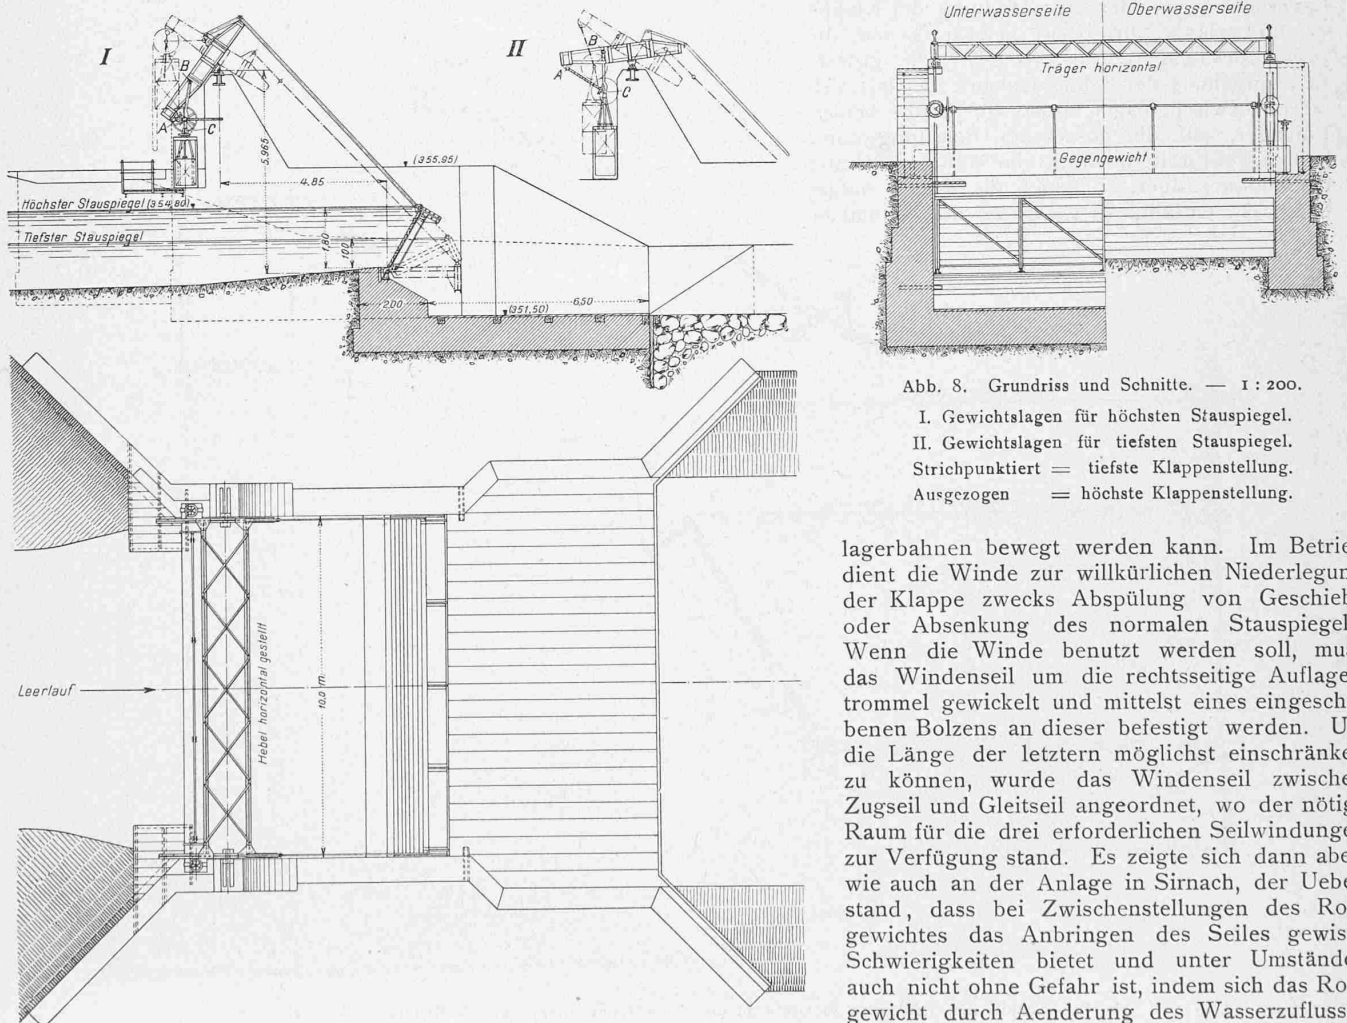 I
II
B
A
C
B
A
C
5,965
(355,95)
4,85
Höchster Stauspiegel (354,80)
Tiefster Stauspiegel
1,80
1,00
2,00
6,50
(351,50)
Unterwasserseite
Oberwasserseite
Träger horizontal
Gegengewicht
Abb. 8. Grundriss und Schnitte. — 1 : 200.
I. Gewichtslagen für höchsten Stauspiegel.
II. Gewichtslagen für tiefsten Stauspiegel.
Strichpunktiert = tiefste Klappenstellung.
Ausgezogen = höchste Klappenstellung.
Leerlauf
Hebel horizontal gestellt
10,0 m
lagerbahnen bewegt werden kann. Im Betrie
dient die Winde zur willkürlichen Niederlegun
der Klappe zwecks Abspülung von Geschieb
oder Absenkung des normalen Stauspiegel
Wenn die Winde benutzt werden soll, mu
das Windenseil um die rechtsseitige Auflage
trommel gewickelt und mittelst eines eingesch
benen Bolzens an dieser befestigt werden. U
die Länge der letztern möglichst einschränke
zu können, wurde das Windenseil zwische
Zugseil und Gleitseil angeordnet, wo der nötig
Raum für die drei erforderlichen Seilwindunge
zur Verfügung stand. Es zeigte sich dann abe
wie auch an der Anlage in Sirnach, der Uebe
stand, dass bei Zwischenstellungen des Ro
gewichtes das Anbringen des Seiles gewis
Schwierigkeiten bietet und unter Umstände
auch nicht ohne Gefahr ist, indem sich das Ro
gewicht durch Aenderung des Wasserzufluss